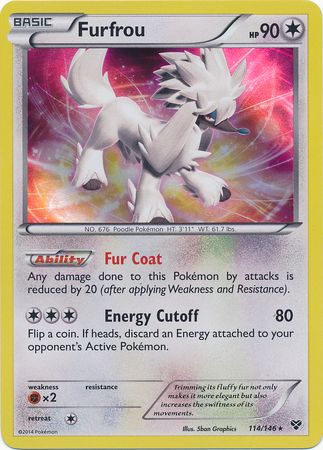 BASIC
Furfrou
HP 90
NO. 676 Poodle Pokémon HT: 3'11" WT: 61.7 lbs.
Ability Fur Coat
Any damage done to this Pokémon by attacks is
reduced by 20 (after applying Weakness and Resistance).
Energy Cutoff 80
Flip a coin. If heads, discard an Energy attached to your
opponent's Active Pokémon.
weakness resistance
×2
retreat
Trimming its fluffy fur not only
makes it more elegant but also
increases the swiftness of its
movements.
©2014 Pokémon
Illus. 5ban Graphics
114/146 ★
XY